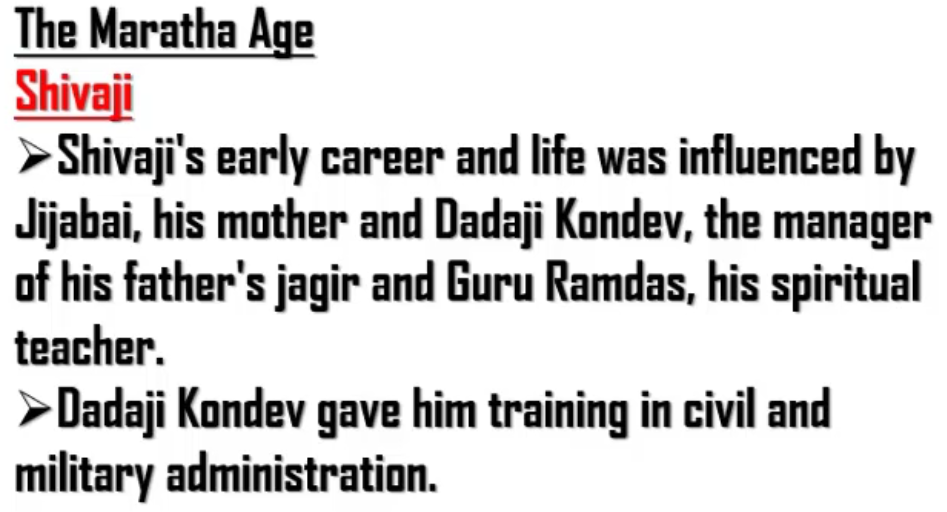 The Maratha Age
Shivaji
➢Shivaji's early career and life was influenced by
Jijabai, his mother and Dadaji Kondev, the manager
of his father's jagir and Guru Ramdas, his spiritual
teacher.
➢Dadaji Kondev gave him training in civil and
military administration.